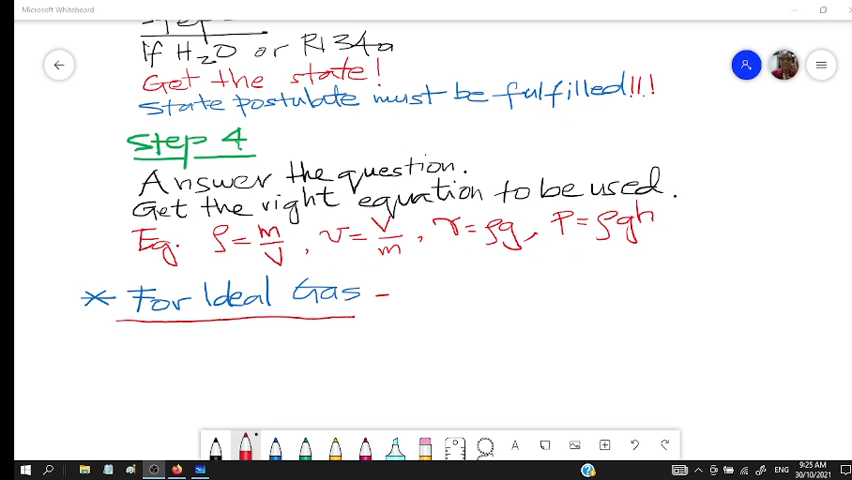 Microsoft Whiteboard
If H₂O or R134a
Get the state!
State postulate must be fulfilled!!!
Step 4
Answer the question.
Get the right equation to be used.
Eg. ρ = m/V, v = V/m, γ = ρg, P = ρgh
* For Ideal Gas -
ENG
9:25 AM
30/10/2021